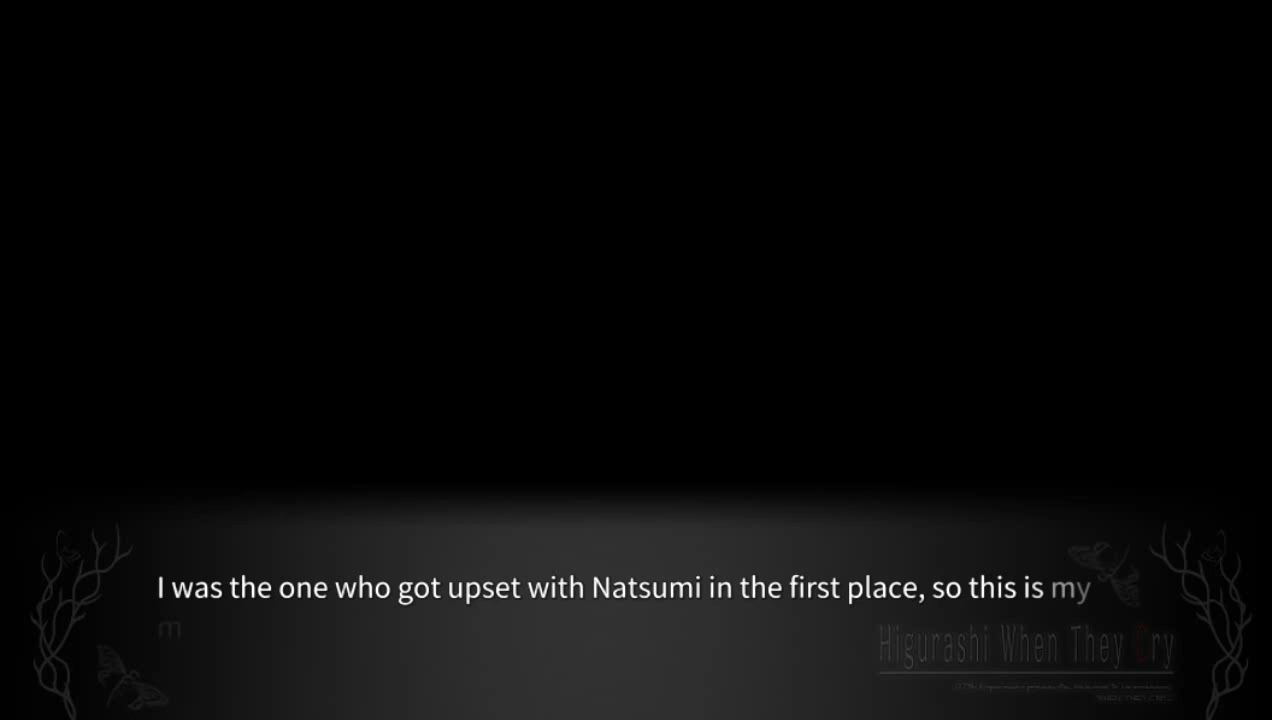 I was the one who got upset with Natsumi in the first place, so this is my
m
Higurashi When They Cry